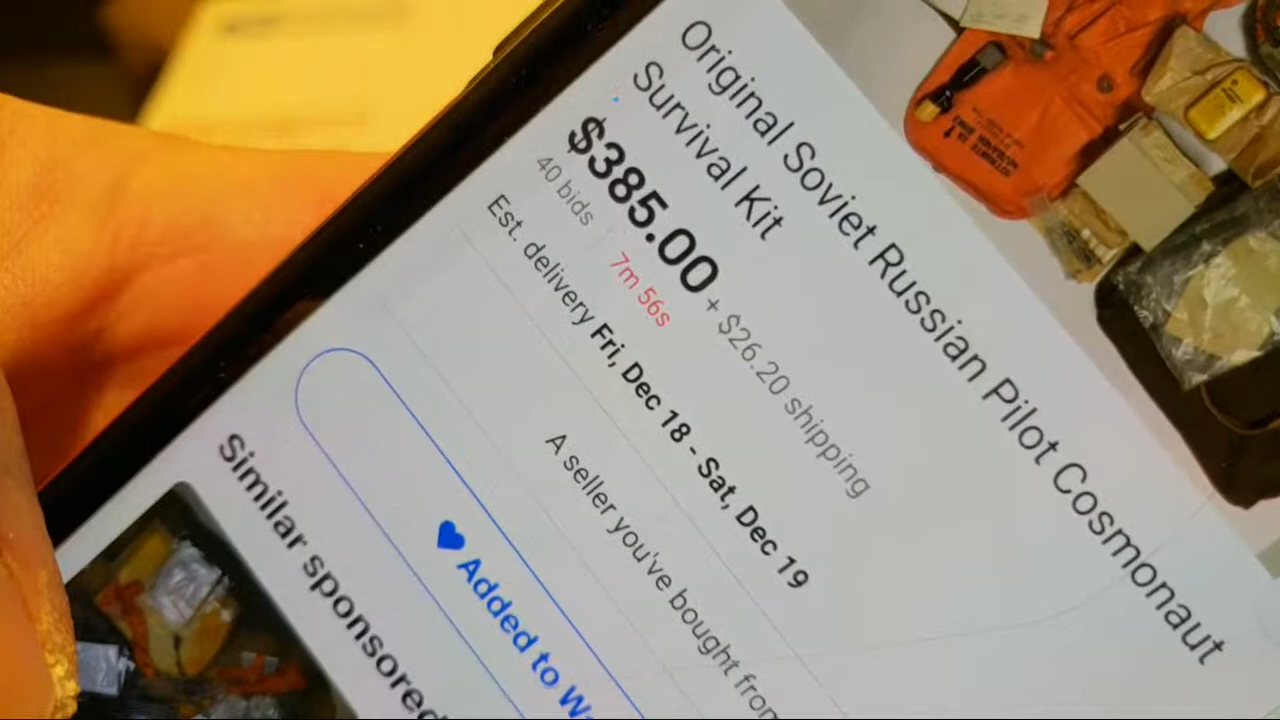 Original Soviet Russian Pilot Cosmonaut
Survival Kit
$385.00 + $26.20 shipping
40 bids 7m 56s
Est. delivery Fri, Dec 18 - Sat, Dec 19
A seller you've bought from
Added to
Similar sponsored